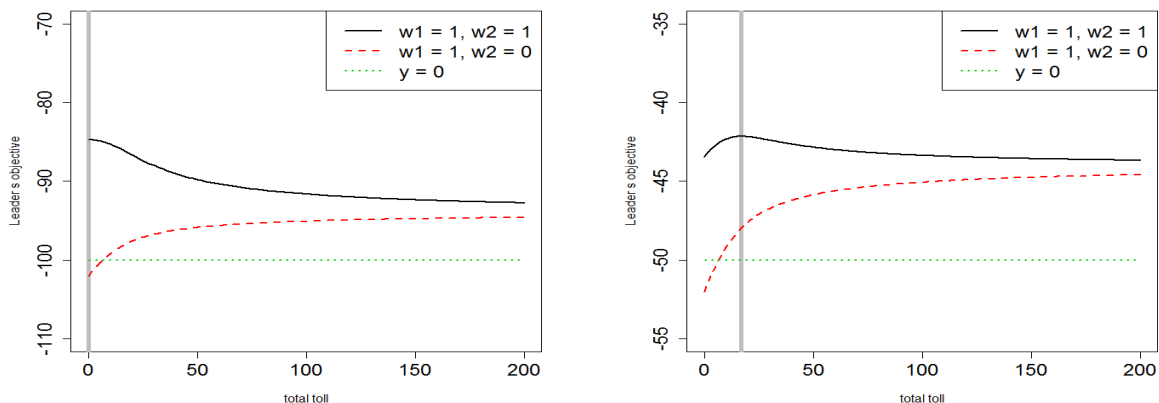 -70
-80
-90
-100
-110
Leader s objective
w1 = 1, w2 = 1
w1 = 1, w2 = 0
y = 0
0 50 100 150 200
total toll
-35
-40
-45
-50
-55
Leader s objective
w1 = 1, w2 = 1
w1 = 1, w2 = 0
y = 0
0 50 100 150 200
total toll